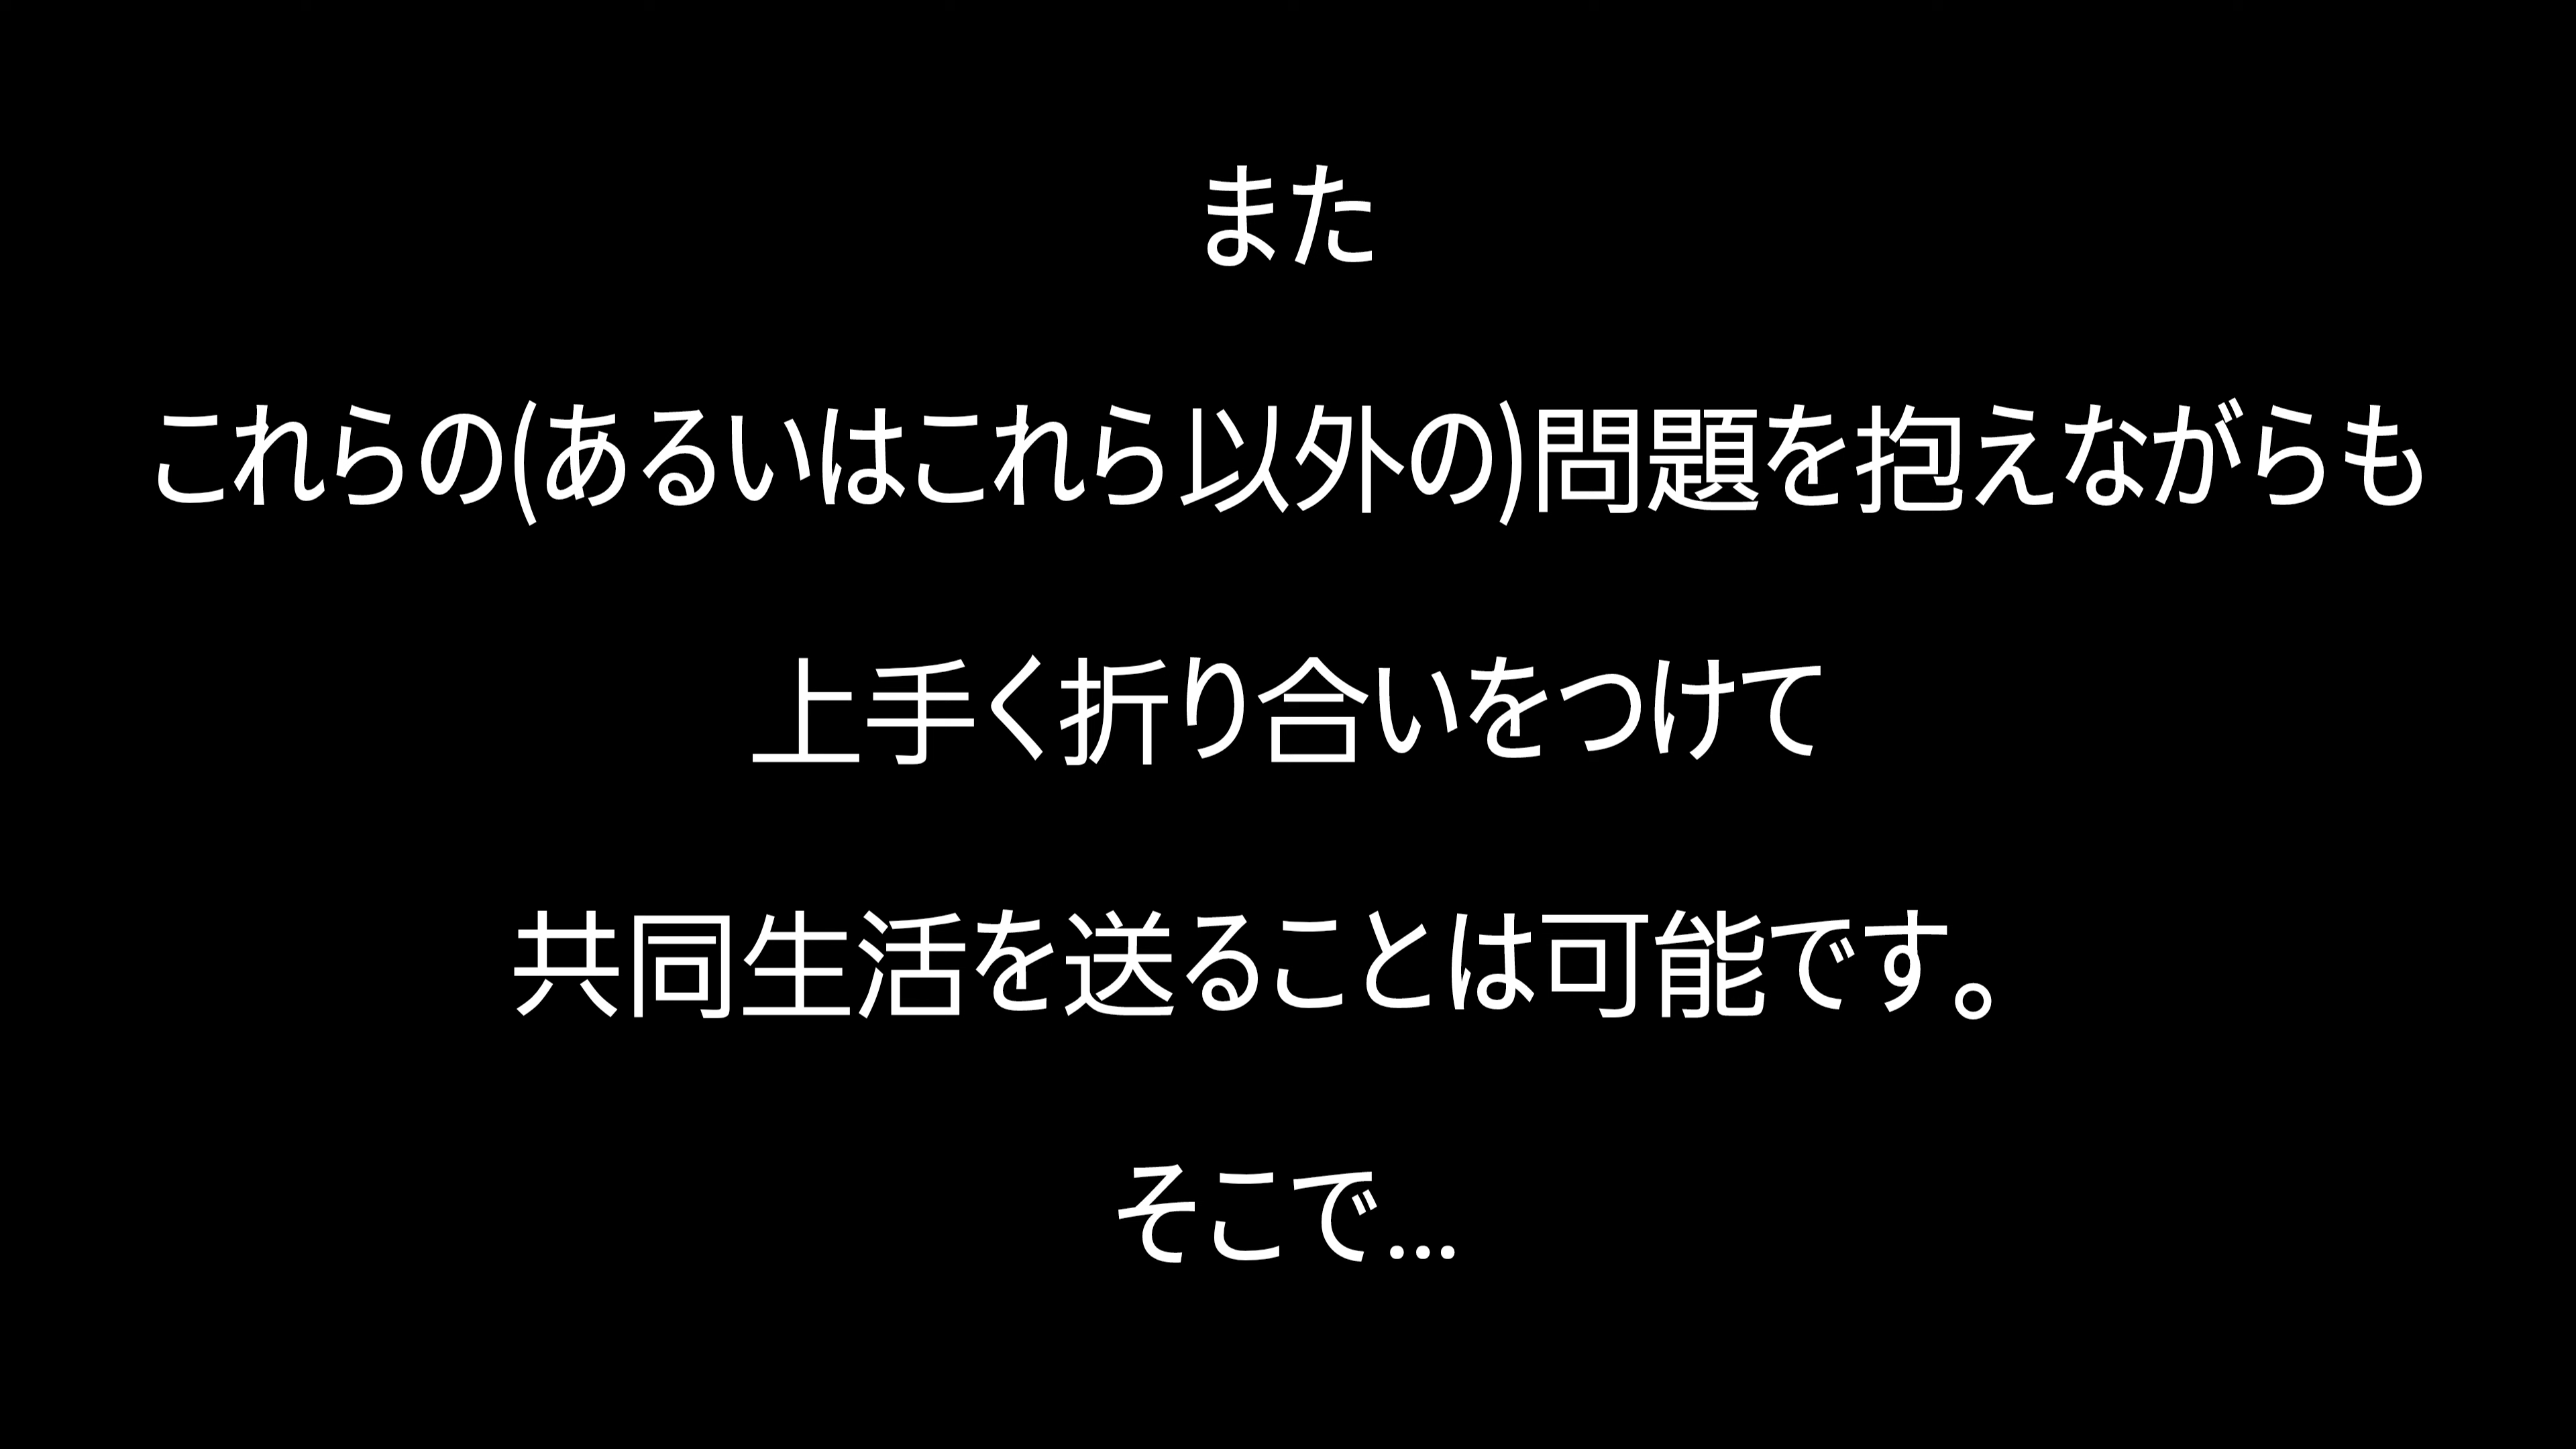 また
これらの(あるいはこれら以外の)問題を抱えながらも
上手く折り合いをつけて
共同生活を送ることは可能です。
そこで...